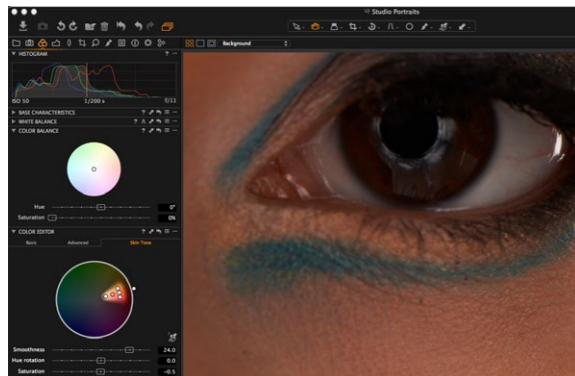 Studio Portraits
Background
HISTOGRAM
ISO 50 1/200 s f/11
BASE CHARACTERISTICS
WHITE BALANCE
COLOR BALANCE
Hue 0°
Saturation 0%
COLOR EDITOR
Basic Advanced Skin Tone
Smoothness 24.0
Hue rotation 0.0
Saturation -0.5